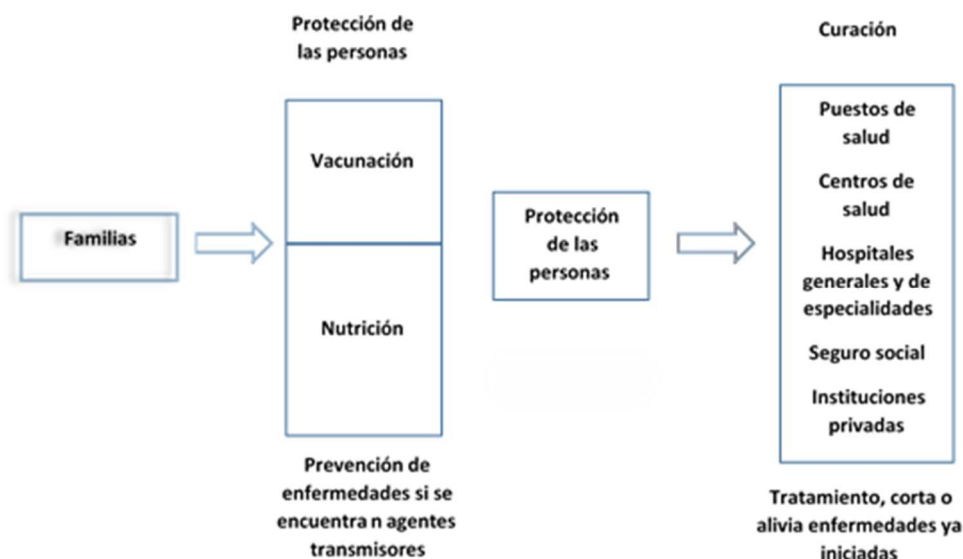 Protección de
las personas
Curación
Familias
Vacunación
Nutrición
Prevención de
enfermedades si se
encuentra n agentes
transmisores
Protección
de las
personas
Puestos de
salud
Centros de
salud
Hospitales
generales y de
especialidades
Seguro social
Instituciones
privadas
Tratamiento, corta o
alivia enfermedades ya
iniciadas